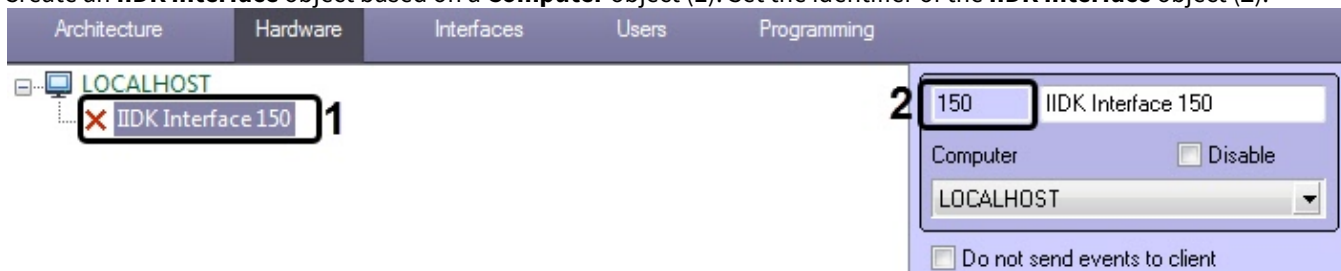 Create an IIDK Interface object based on a Computer object (1). Set the identifier of the IIDK Interface object (2).
Architecture Hardware Interfaces Users Programming
LOCALHOST
IIDK Interface 150 1
2 150 IIDK Interface 150
Computer Disable
LOCALHOST
Do not send events to client